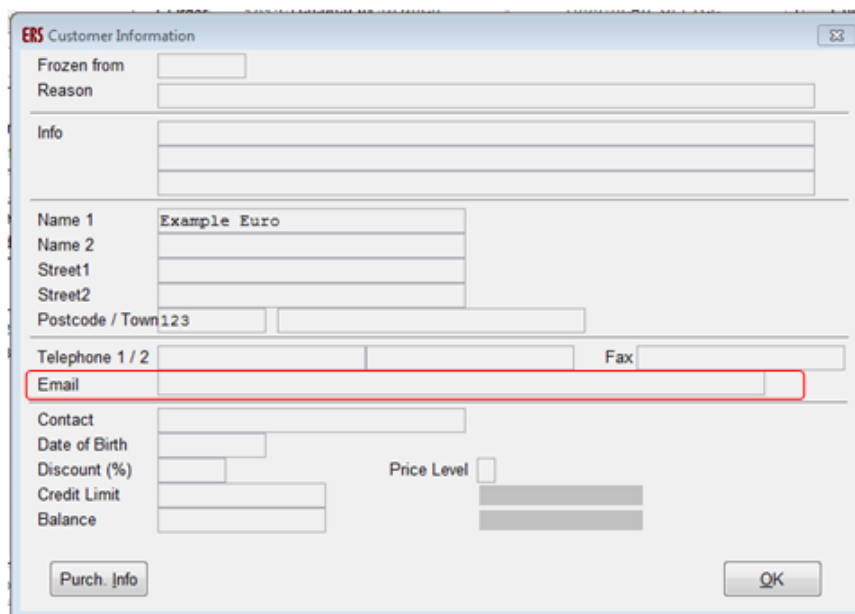 ERS Customer Information
Frozen from
Reason
Info
Name 1 Example Euro
Name 2
Street1
Street2
Postcode / Town 123
Telephone 1 / 2 Fax
Email
Contact
Date of Birth
Discount (%) Price Level
Credit Limit
Balance
Purch. Info OK